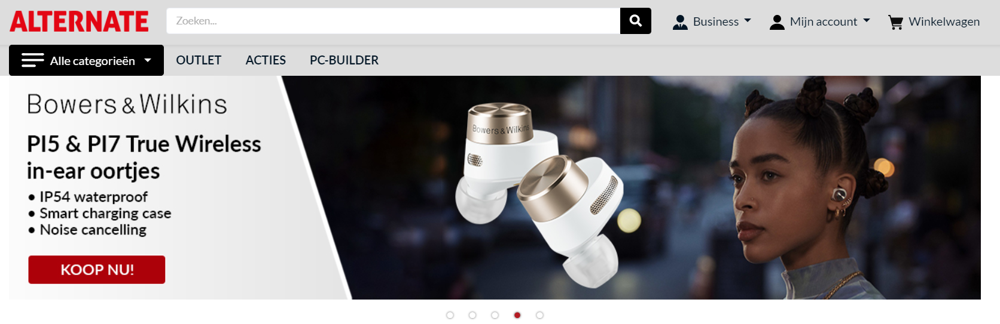 ALTERNATE
Zoeken...
Business
Mijn account
Winkelwagen
Alle categorieën
OUTLET
ACTIES
PC-BUILDER
Bowers & Wilkins
PI5 & PI7 True Wireless
in-ear oortjes
• IP54 waterproof
• Smart charging case
• Noise cancelling
KOOP NU!
Bowers & Wilkins